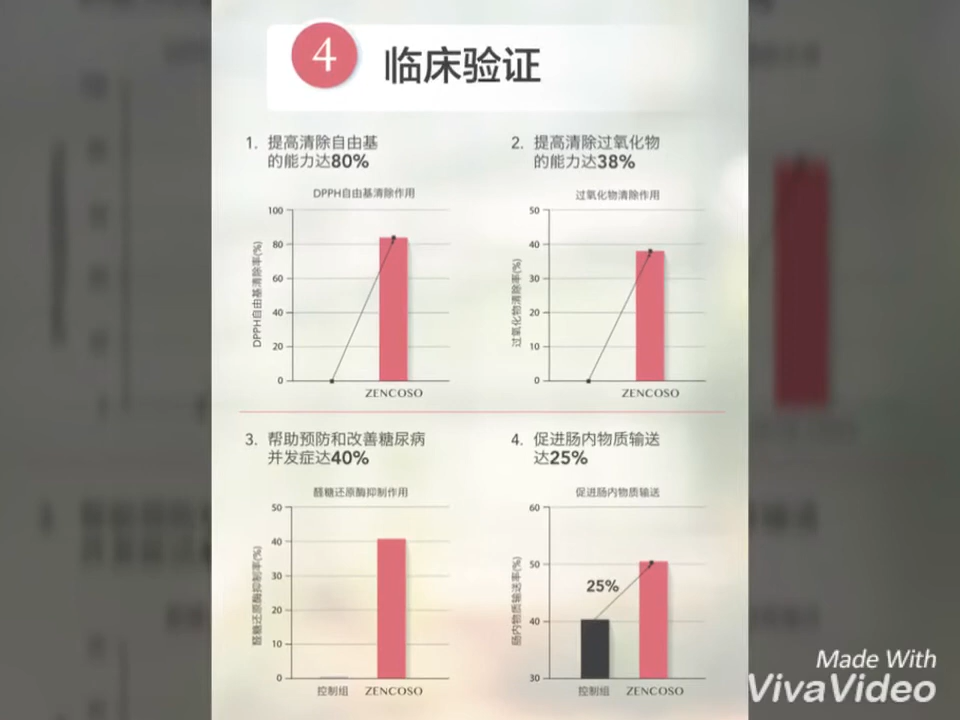 4
临床验证
1. 提高清除自由基
的能力达80%
DPPH自由基清除作用
DPPH自由基清除率(%)
100
80
60
40
20
0
ZENCOSO
2. 提高清除过氧化物
的能力达38%
过氧化物清除作用
过氧化物清除率(%)
50
40
30
20
10
0
ZENCOSO
3. 帮助预防和改善糖尿病
并发症达40%
醛糖还原酶抑制作用
醛糖还原酶抑制率(%)
50
40
30
20
10
0
控制组 ZENCOSO
4. 促进肠内物质输送
达25%
促进肠内物质输送
肠内物质输送率(%)
60
50
40
30
25%
控制组 ZENCOSO
Made With
VivaVideo